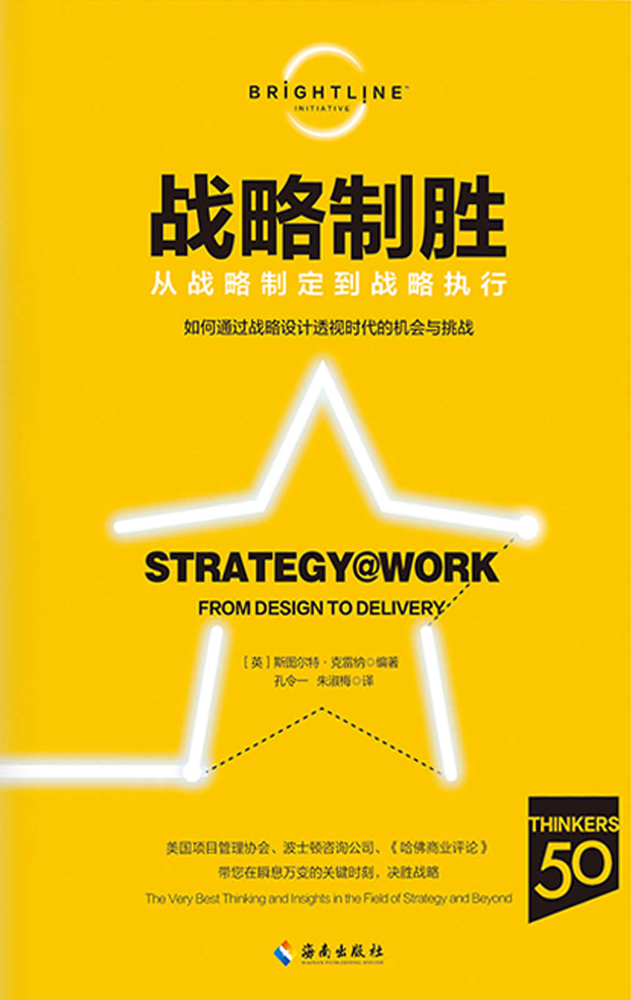 BRIGHTLINE™
INITIATIVE
战略制胜
从战略制定到战略执行
如何通过战略设计透视时代的机会与挑战
STRATEGY@WORK
FROM DESIGN TO DELIVERY
[英]斯图尔特·克雷纳◎编著
孔令一 朱淑梅◎译
THINKERS
50
美国项目管理协会、波士顿咨询公司、《哈佛商业评论》
带您在瞬息万变的关键时刻，决胜战略
The Very Best Thinking and Insights in the Field of Strategy and Beyond
海南出版社
HAINAN PUBLISHING HOUSE